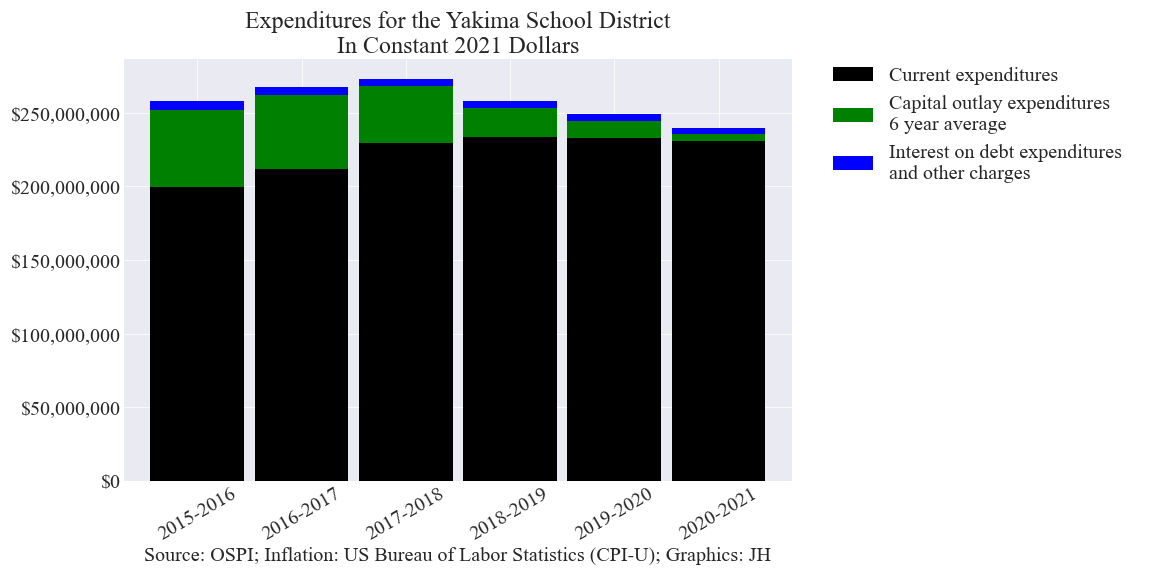 Expenditures for the Yakima School District
In Constant 2021 Dollars
Current expenditures
Capital outlay expenditures
6 year average
Interest on debt expenditures
and other charges
$250,000,000
$200,000,000
$150,000,000
$100,000,000
$50,000,000
$0
2015-2016
2016-2017
2017-2018
2018-2019
2019-2020
2020-2021
Source: OSPI; Inflation: US Bureau of Labor Statistics (CPI-U); Graphics: JH